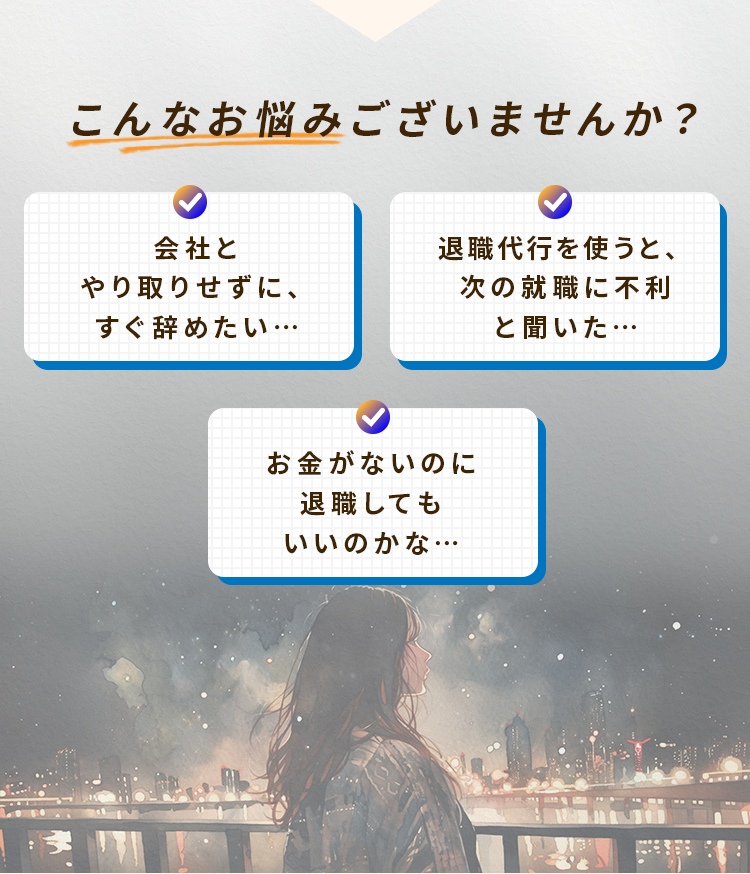 こんなお悩みございませんか？
会社と
やり取りせずに、
すぐ辞めたい…
退職代行を使うと、
次の就職に不利
と聞いた…
お金がないのに
退職しても
いいのかな…